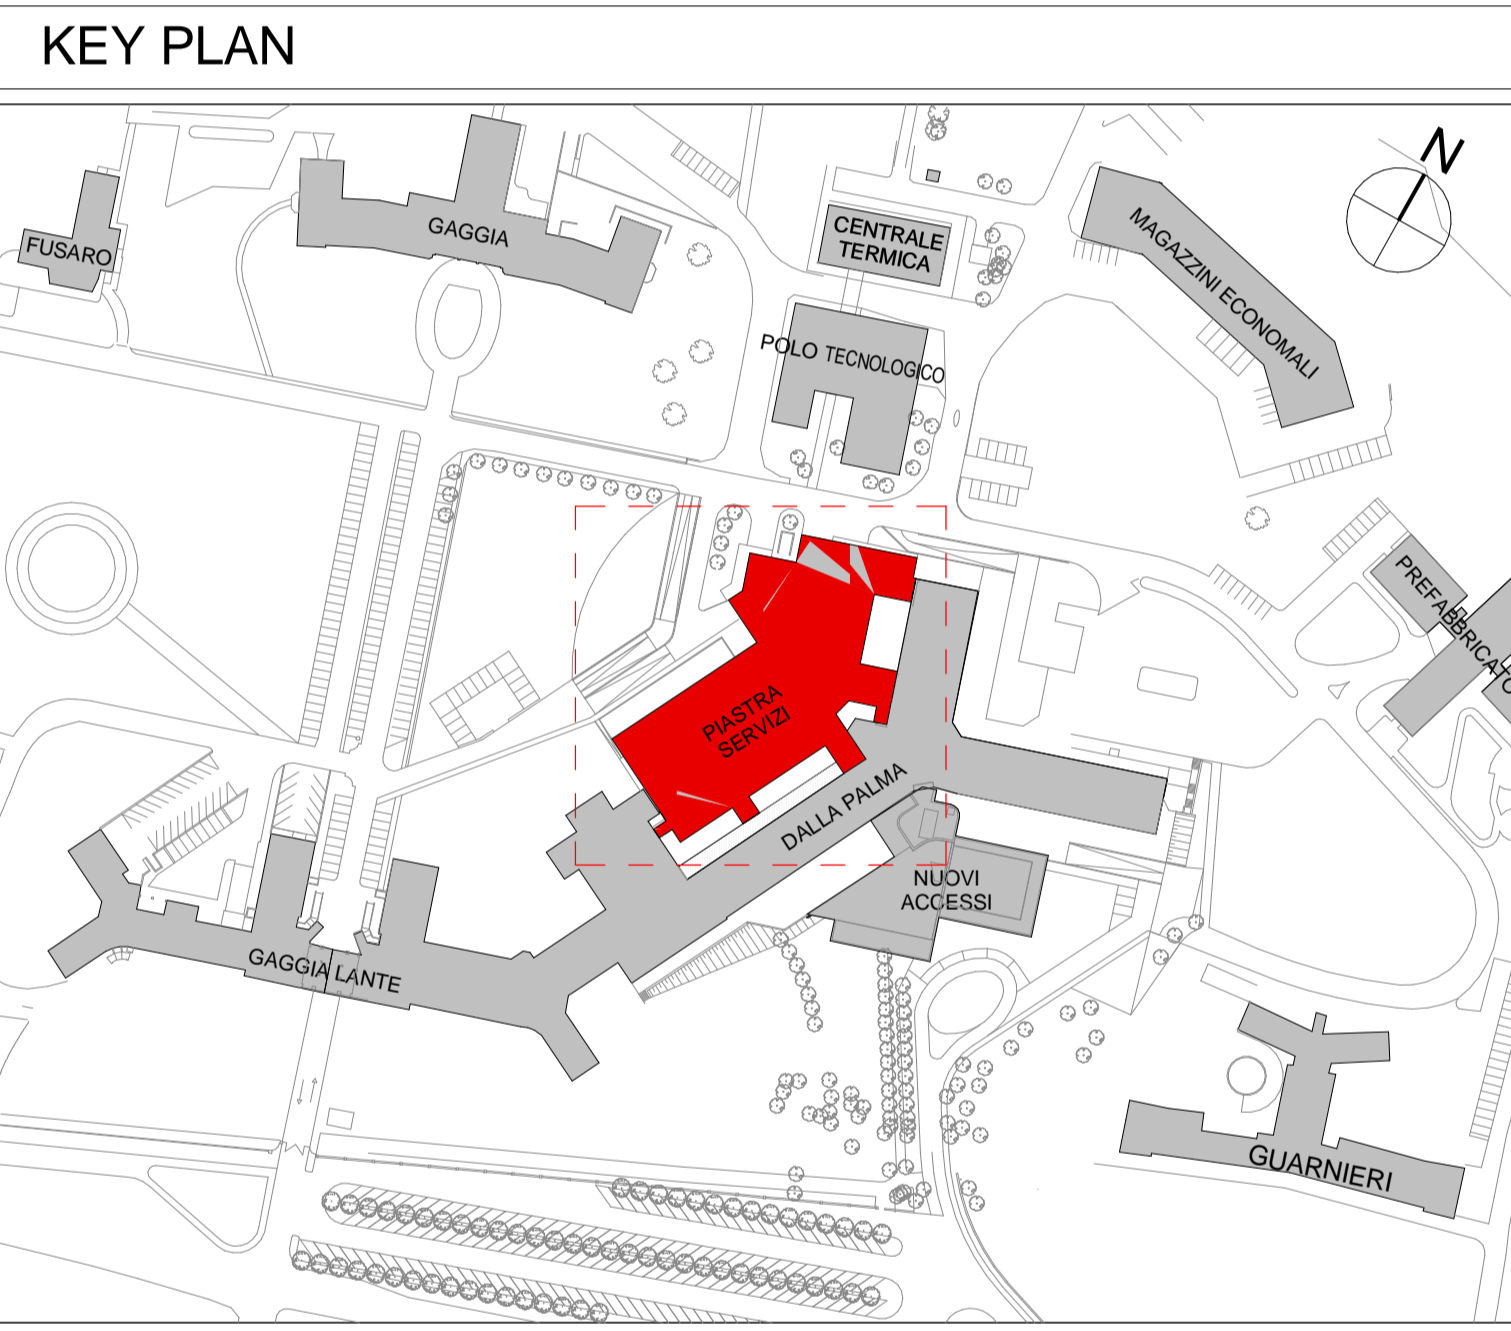 KEY PLAN
N
FUSARO
GAGGIA
CENTRALE
TERMICA
MAGAZZINI ECONOMALI
POLO TECNOLOGICO
PREFABBRICATO
PIASTRA
SERVIZI
DALLA PALMA
NUOVI
ACCESSI
GAGGIA LANTE
GUARNIERI